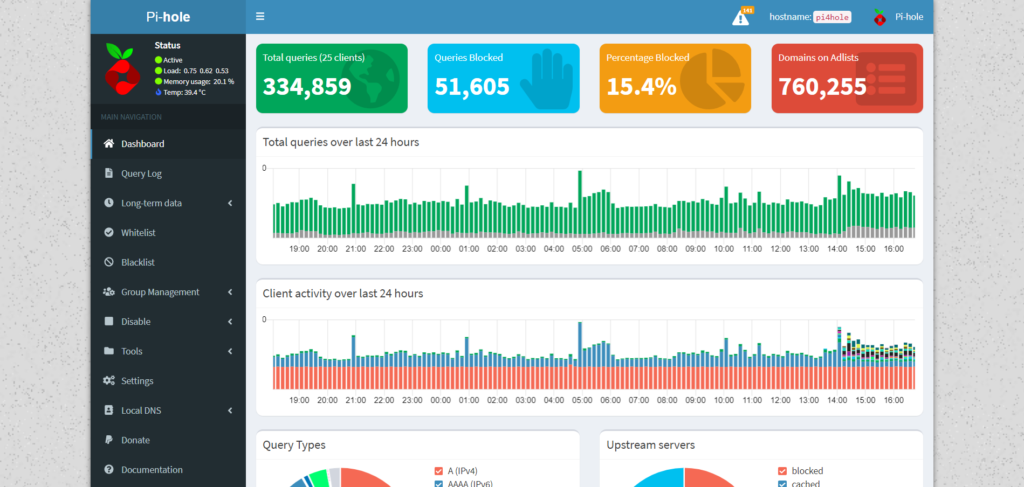 Pi-hole
141
hostname: pi4hole
Pi-hole
Status
Active
Load: 0.75 0.62 0.53
Memory usage: 20.1 %
Temp: 39.4 °C
MAIN NAVIGATION
Dashboard
Query Log
Long-term data
Whitelist
Blacklist
Group Management
Disable
Tools
Settings
Local DNS
Donate
Documentation
Total queries (25 clients)
334,859
Queries Blocked
51,605
Percentage Blocked
15.4%
Domains on Adlists
760,255
Total queries over last 24 hours
0
19:00 20:00 21:00 22:00 23:00 00:00 01:00 02:00 03:00 04:00 05:00 06:00 07:00 08:00 09:00 10:00 11:00 12:00 13:00 14:00 15:00 16:00
Client activity over last 24 hours
0
19:00 20:00 21:00 22:00 23:00 00:00 01:00 02:00 03:00 04:00 05:00 06:00 07:00 08:00 09:00 10:00 11:00 12:00 13:00 14:00 15:00 16:00
Query Types
A (IPv4)
AAAA (IPv6)
Upstream servers
blocked
cached